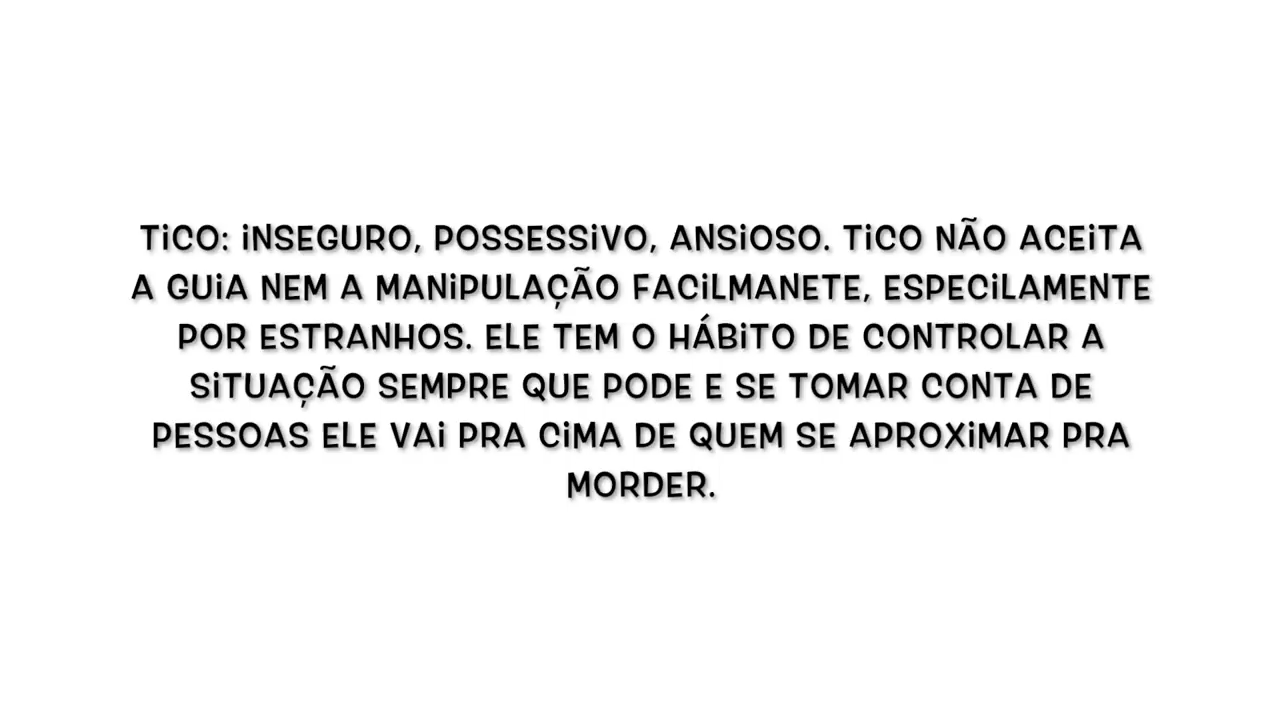 TiCO: iNSEGURO, POSSESSiVO, ANSiOSO. TiCO NÃO ACEiTA
A GUiA NEM A MANiPULAÇÃO FACiLMANETE, ESPECiLAMENTE
POR ESTRANHOS. ELE TEM O HÁBiTO DE CONTROLAR A
SiTUAÇÃO SEMPRE QUE PODE E SE TOMAR CONTA DE
PESSOAS ELE VAi PRA CiMA DE QUEM SE APROXiMAR PRA
MORDER.